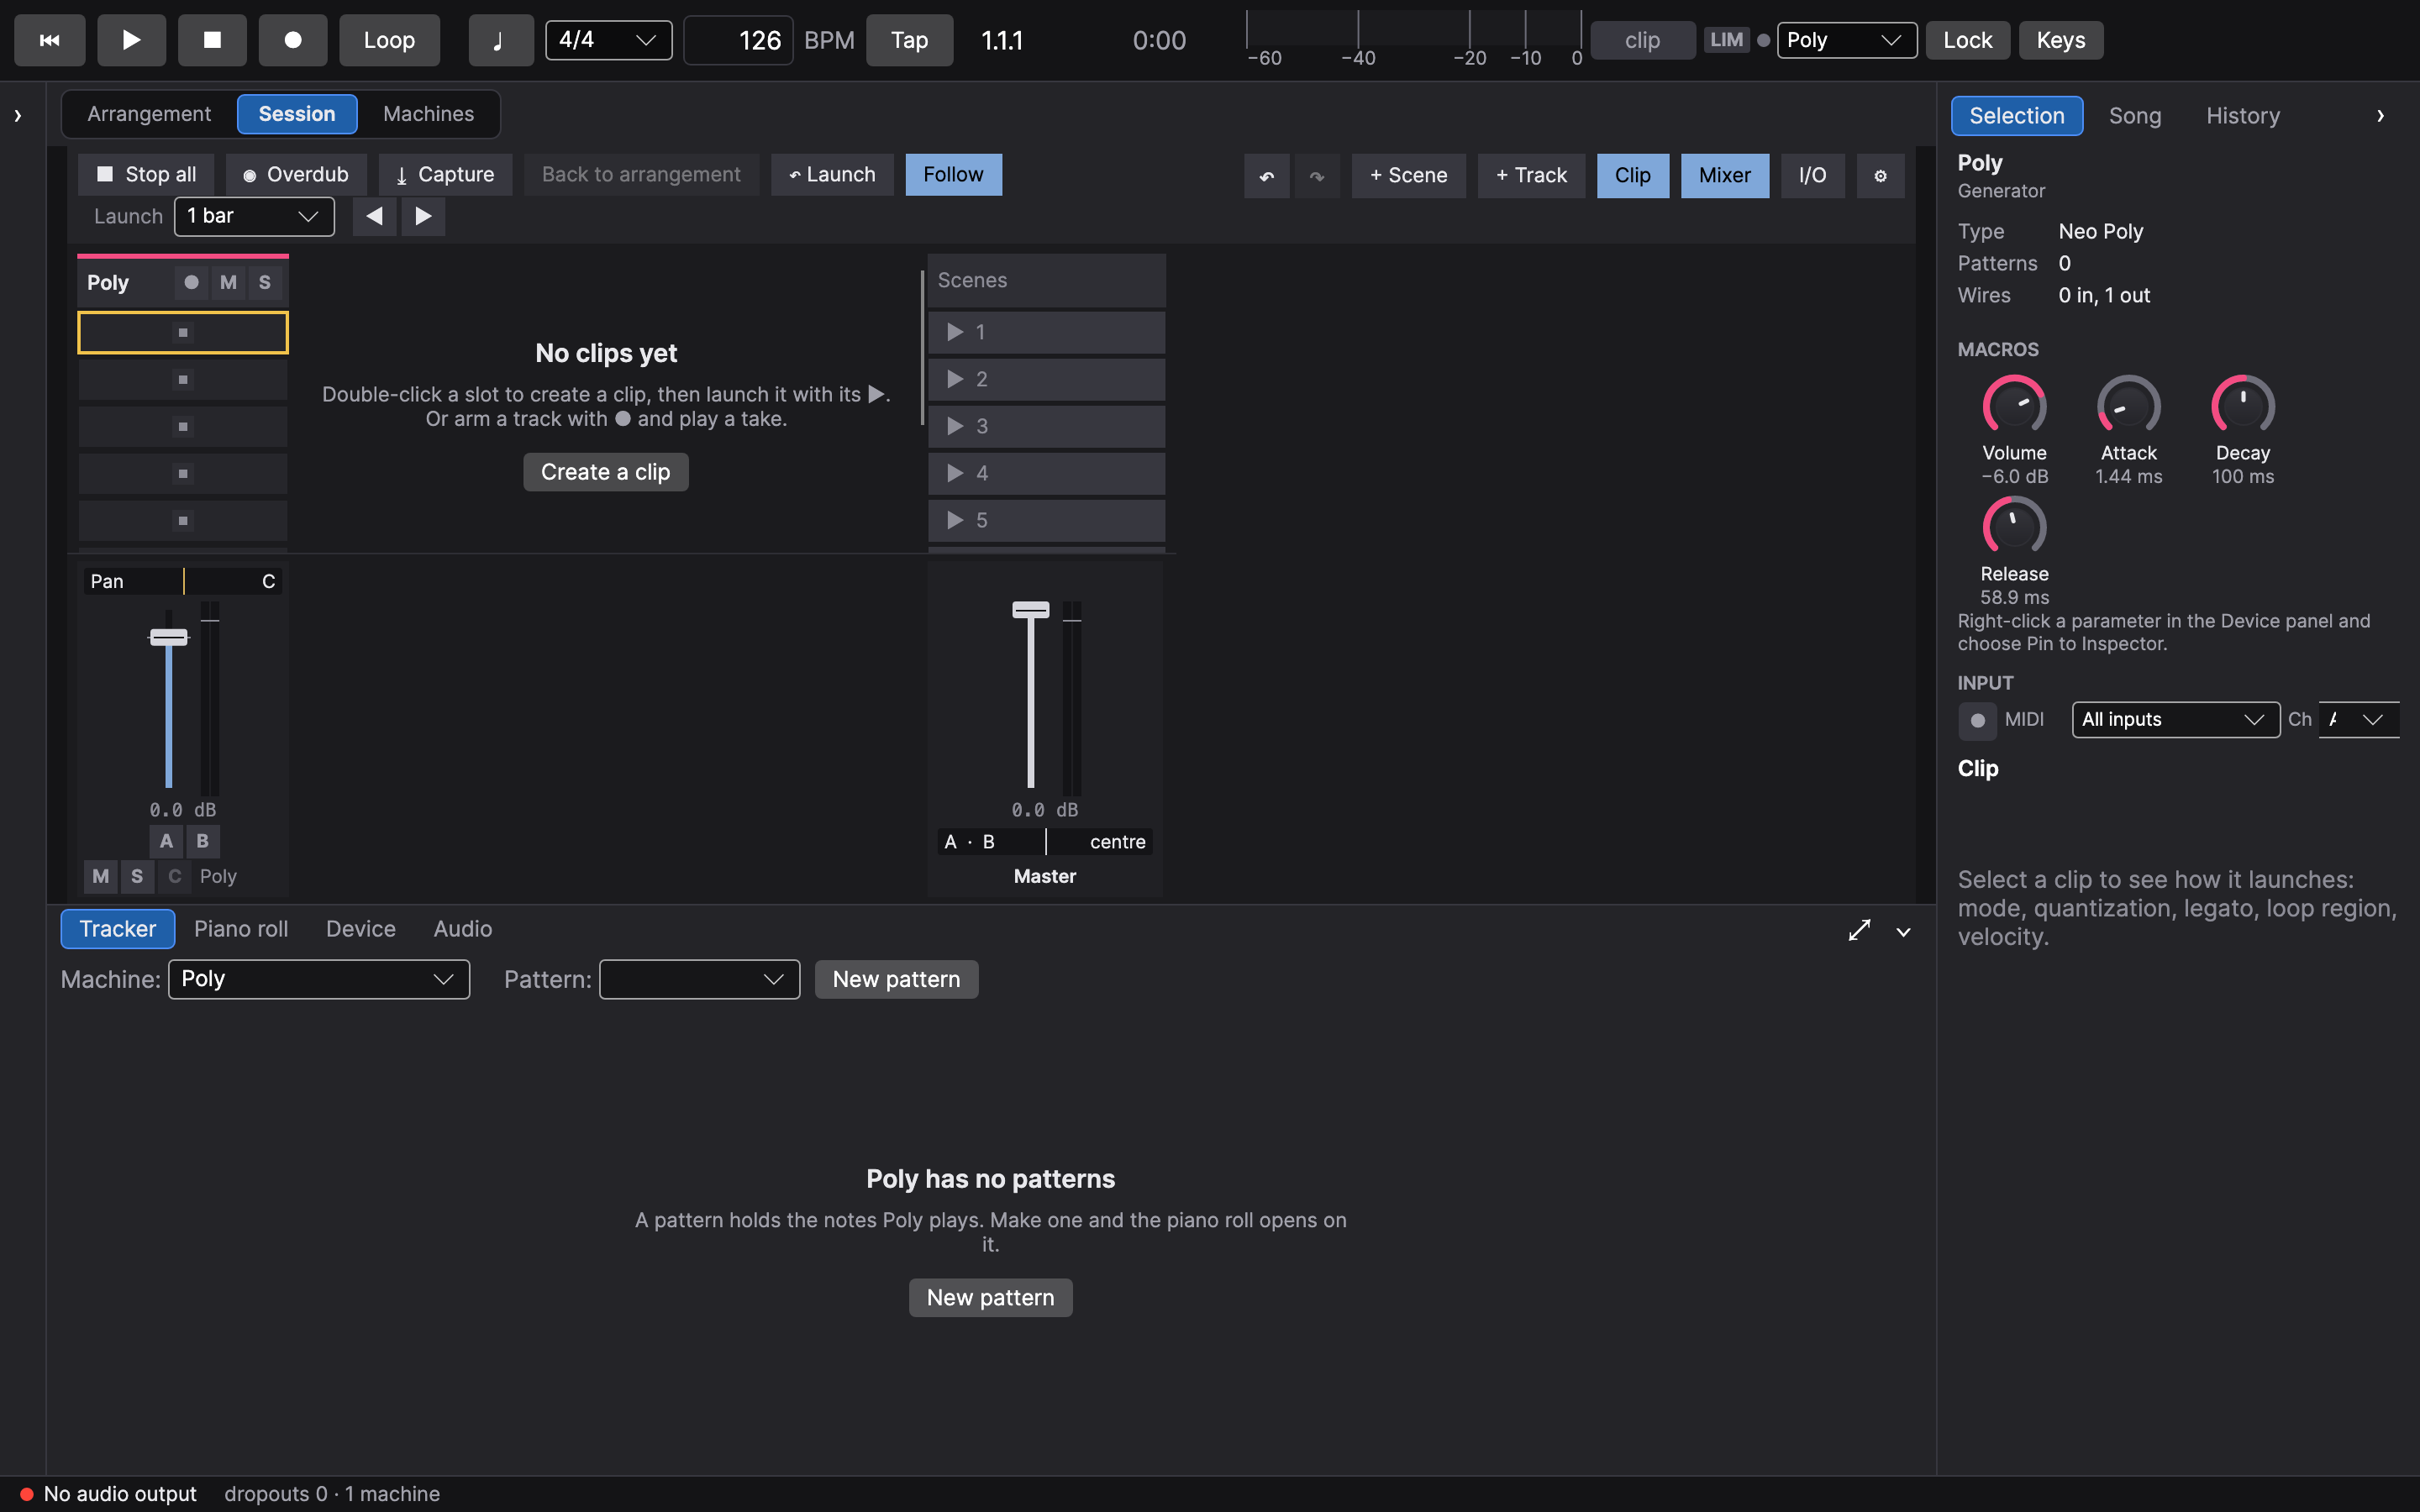 Loop
4/4
126 BPM
Tap
1.1.1
0:00
−60 −40 −20 −10 0
clip
LIM
Poly
Lock
Keys
Arrangement Session Machines
Stop all Overdub Capture Back to arrangement Launch Follow
+ Scene + Track Clip Mixer I/O
Launch 1 bar
Poly M S
No clips yet
Double-click a slot to create a clip, then launch it with its ▶.
Or arm a track with ● and play a take.
Create a clip
Scenes
1
2
3
4
5
Pan C
0.0 dB
A B
M S C Poly
0.0 dB
A · B centre
Master
Selection Song History
Poly
Generator
Type Neo Poly
Patterns 0
Wires 0 in, 1 out
MACROS
Volume Attack Decay
−6.0 dB 1.44 ms 100 ms
Release
58.9 ms
Right-click a parameter in the Device panel and
choose Pin to Inspector.
INPUT
MIDI All inputs Ch
Clip
Select a clip to see how it launches:
mode, quantization, legato, loop region,
velocity.
Tracker Piano roll Device Audio
Machine: Poly Pattern: New pattern
Poly has no patterns
A pattern holds the notes Poly plays. Make one and the piano roll opens on
it.
New pattern
No audio output dropouts 0 · 1 machine